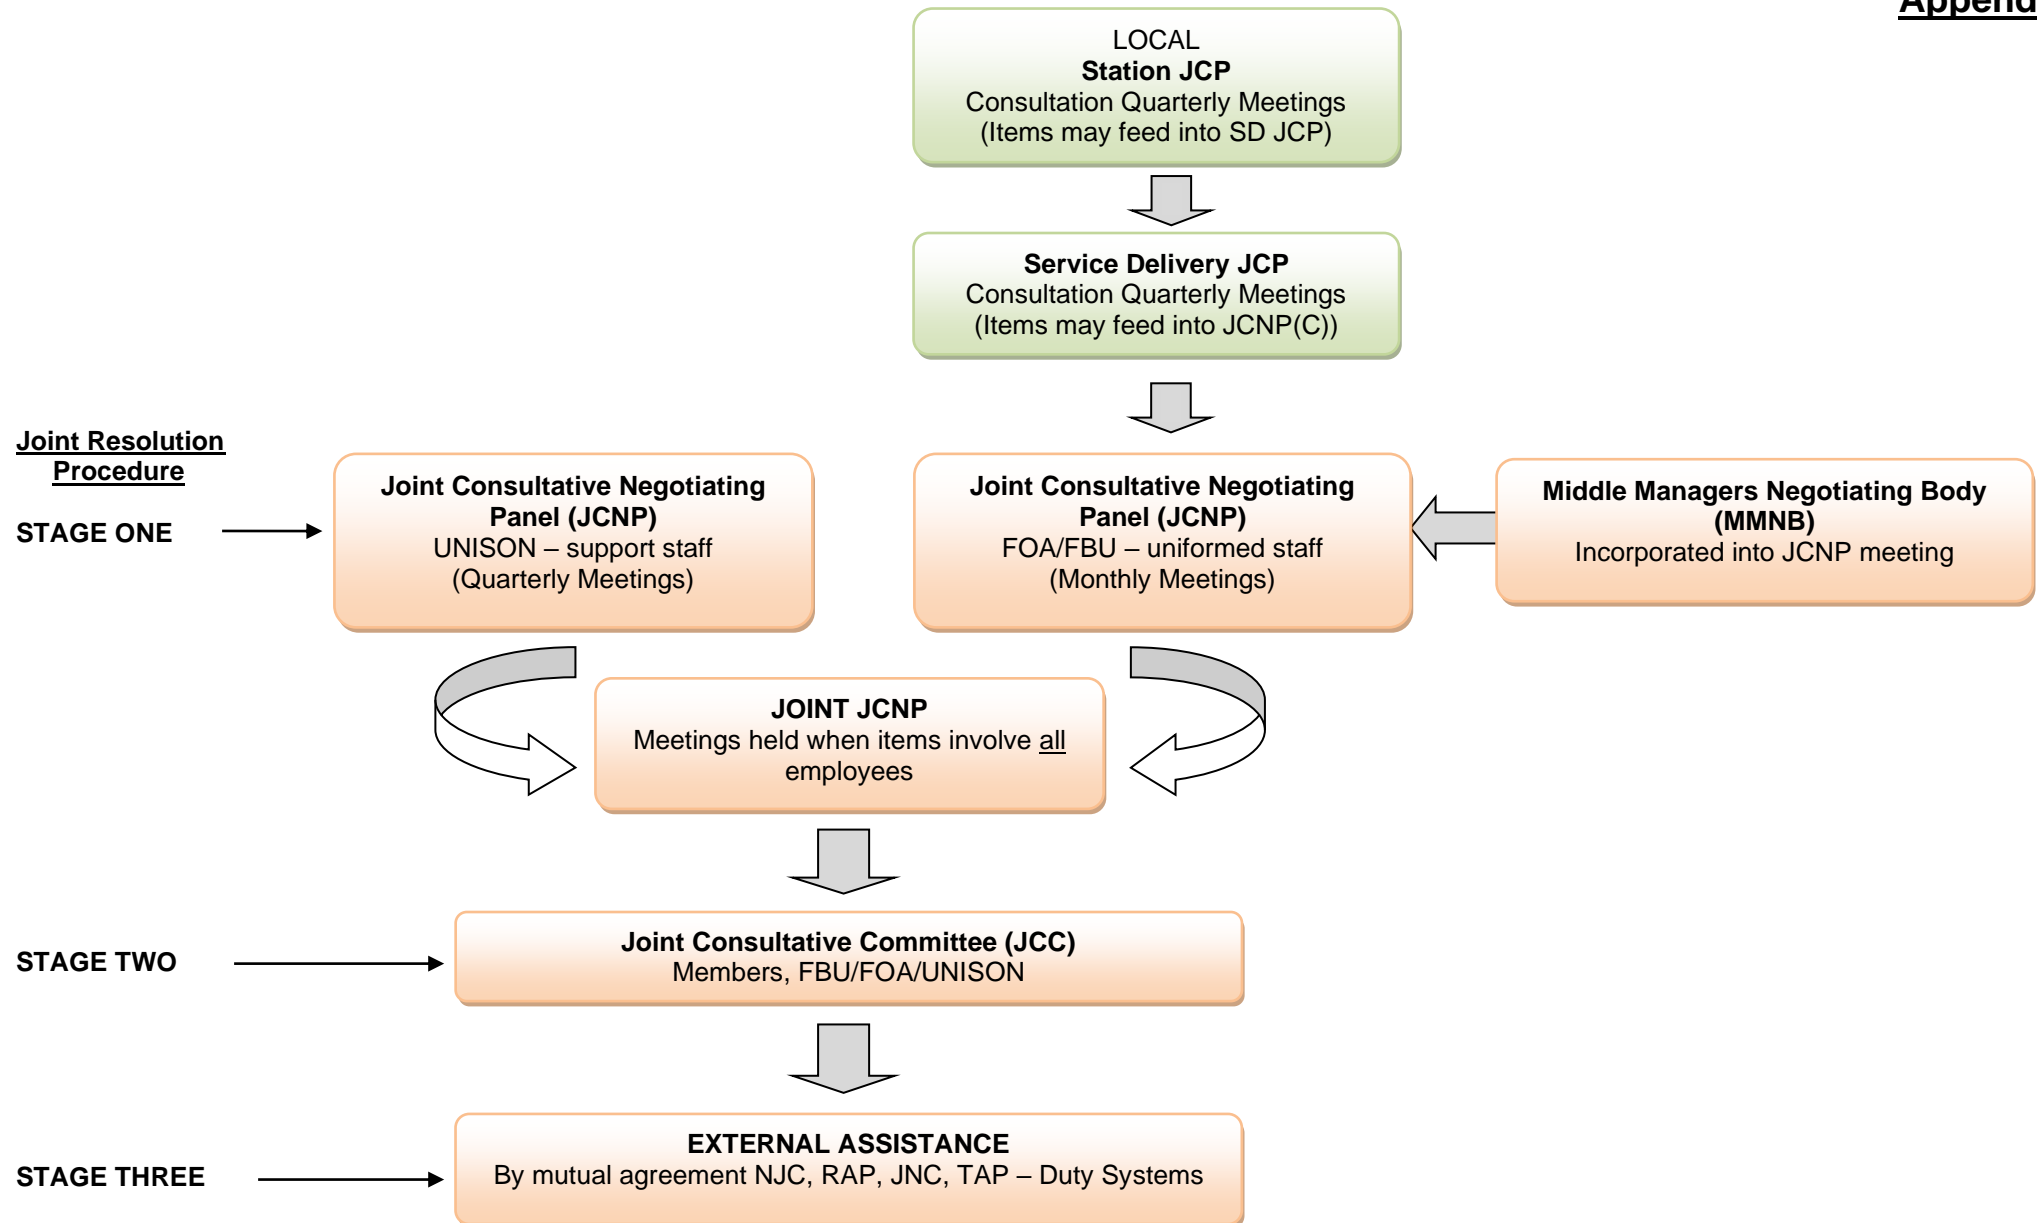 Append
LOCAL
Station JCP
Consultation Quarterly Meetings
(Items may feed into SD JCP)
Service Delivery JCP
Consultation Quarterly Meetings
(Items may feed into JCNP(C))
Joint Resolution
Procedure
STAGE ONE
Joint Consultative Negotiating
Panel (JCNP)
UNISON – support staff
(Quarterly Meetings)
Joint Consultative Negotiating
Panel (JCNP)
FOA/FBU – uniformed staff
(Monthly Meetings)
Middle Managers Negotiating Body
(MMNB)
Incorporated into JCNP meeting
JOINT JCNP
Meetings held when items involve all
employees
STAGE TWO
Joint Consultative Committee (JCC)
Members, FBU/FOA/UNISON
STAGE THREE
EXTERNAL ASSISTANCE
By mutual agreement NJC, RAP, JNC, TAP – Duty Systems